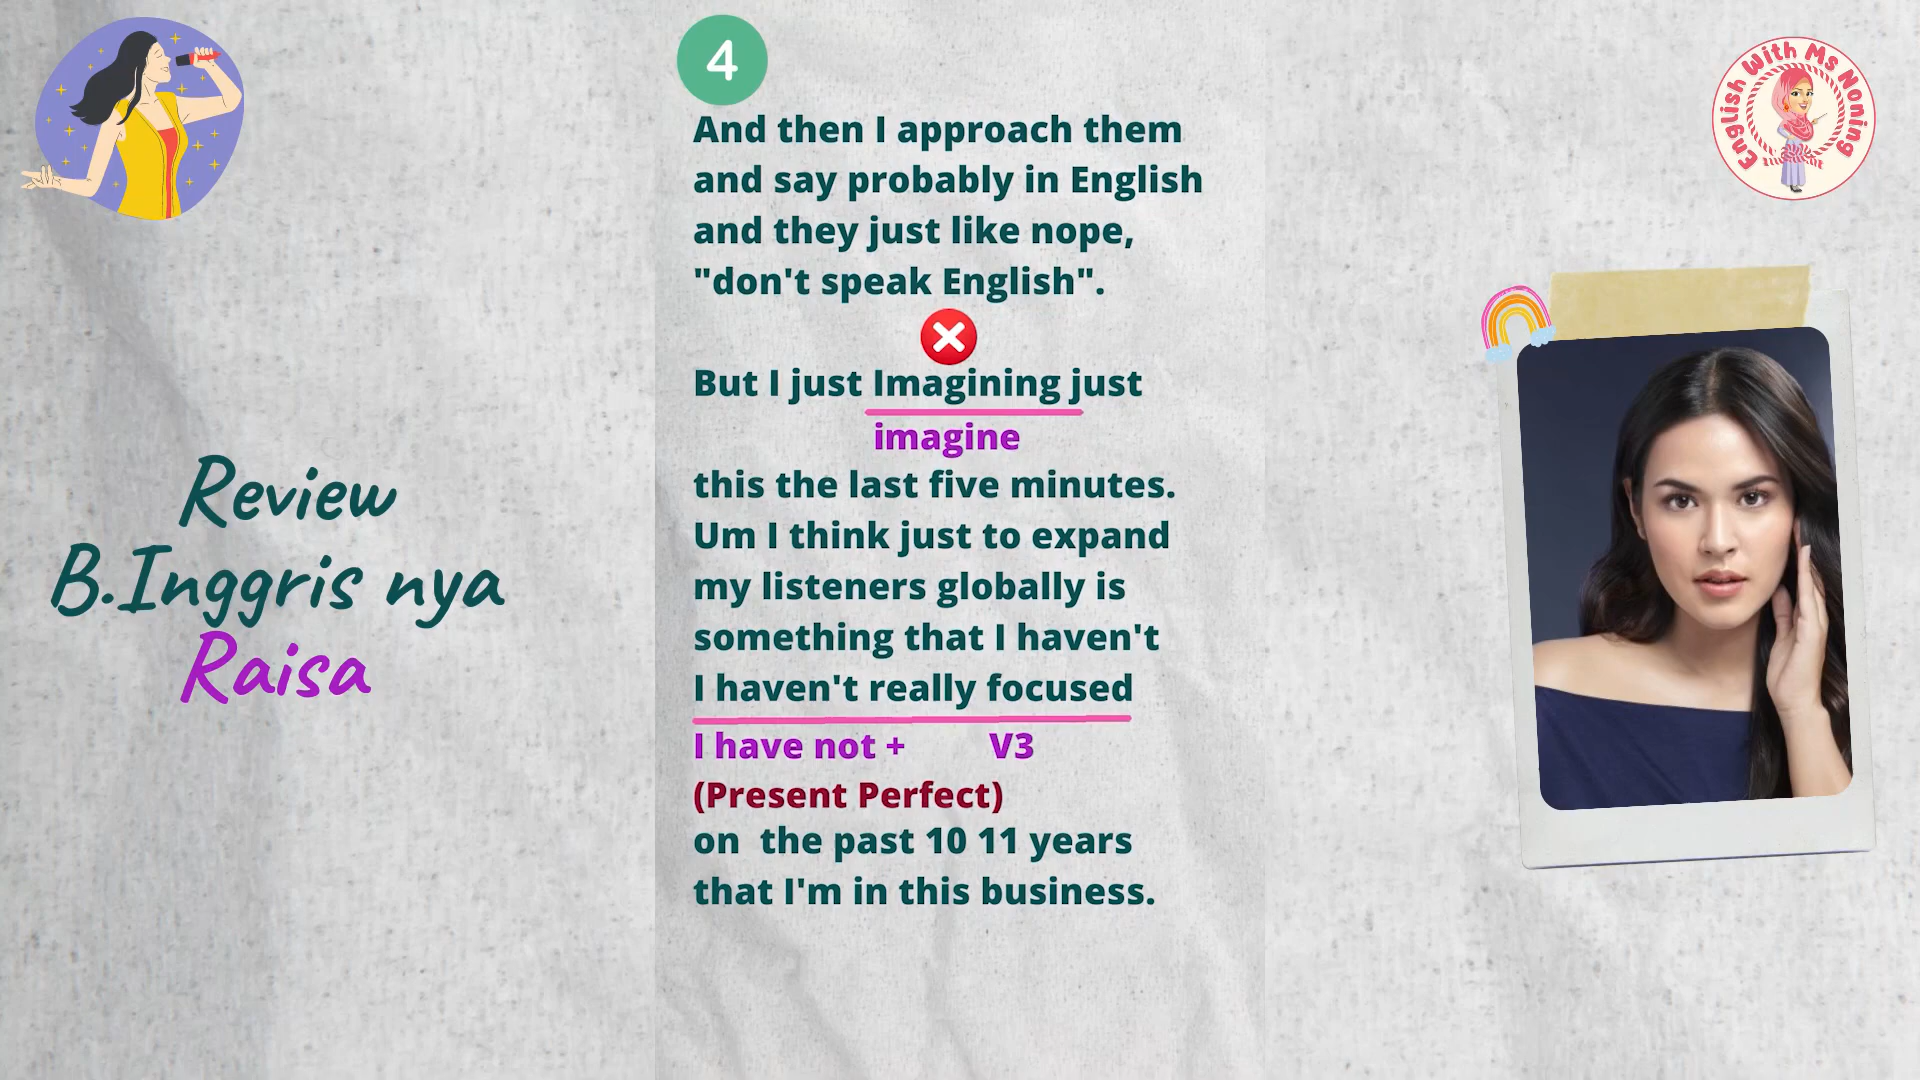 4
And then I approach them
and say probably in English
and they just like nope,
"don't speak English".
But I just Imagining just
imagine
this the last five minutes.
Um I think just to expand
my listeners globally is
something that I haven't
I haven't really focused
I have not + V3
(Present Perfect)
on the past 10 11 years
that I'm in this business.
Review
B.Inggris nya
Raisa
English With Ms Noning